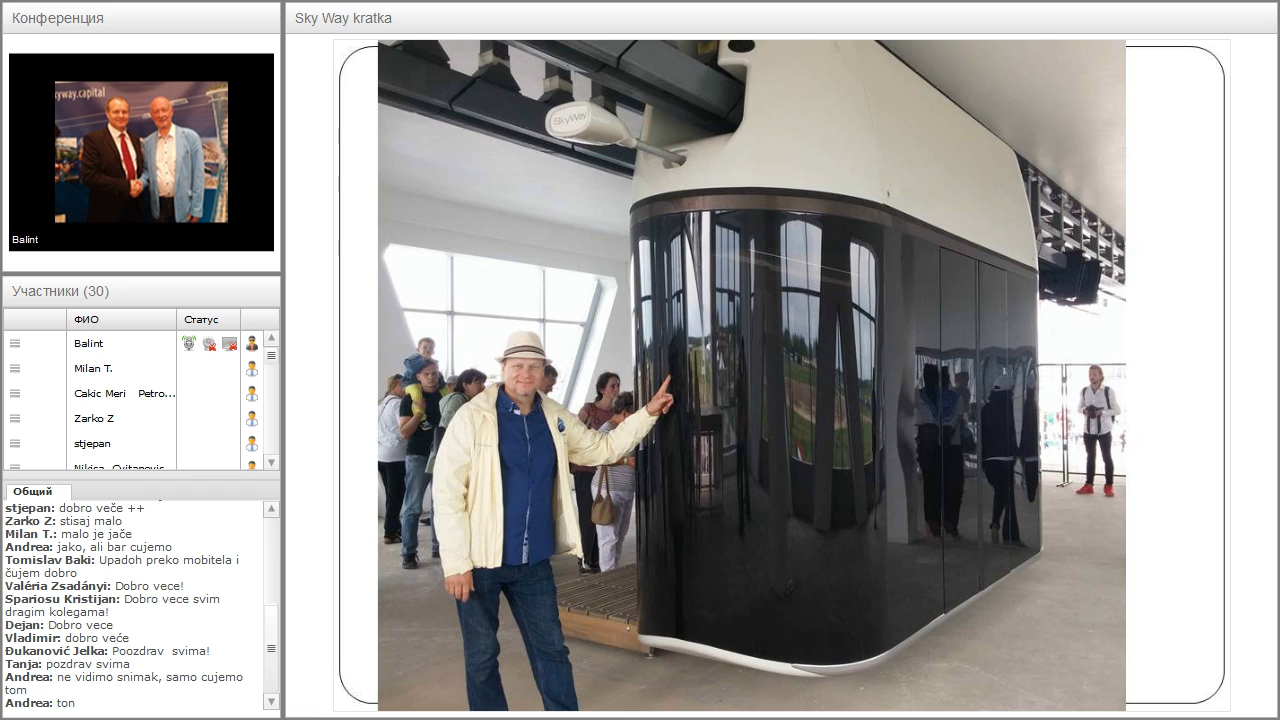 Конференция
skyway.capital
Balint
Участники (30)
ФИО Статус
Balint
Milan T.
Cakic Meri Petro...
Zarko Z
stjepan
Общий
stjepan: dobro veče ++
Zarko Z: stisaj malo
Milan T.: malo je jače
Andrea: jako, ali bar cujemo
Tomislav Baki: Upadoh preko mobitela i
čujem dobro
Valéria Zsadányi: Dobro vece!
Spariosu Kristijan: Dobro vece svim
dragim kolegama!
Dejan: Dobro vece
Vladimir: dobro veće
Đukanović Jelka: Poozdrav svima!
Tanja: pozdrav svima
Andrea: ne vidimo snimak, samo cujemo
tom
Andrea: ton
Sky Way kratka
SkyWay